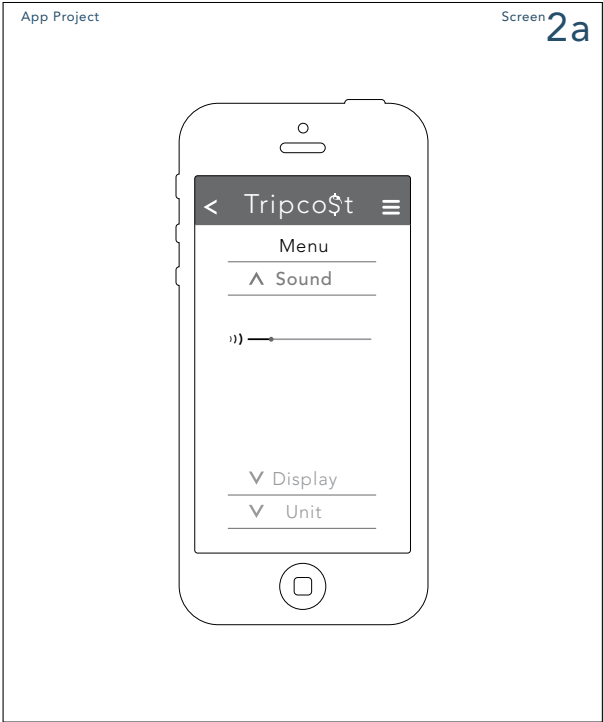 App Project
Screen 2a
< Tripco$t
Menu
Sound
Display
Unit